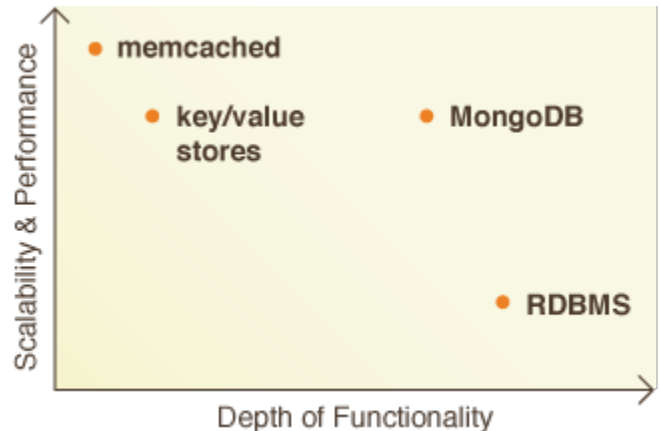 Scalability & Performance
memcached
key/value
stores
MongoDB
RDBMS
Depth of Functionality